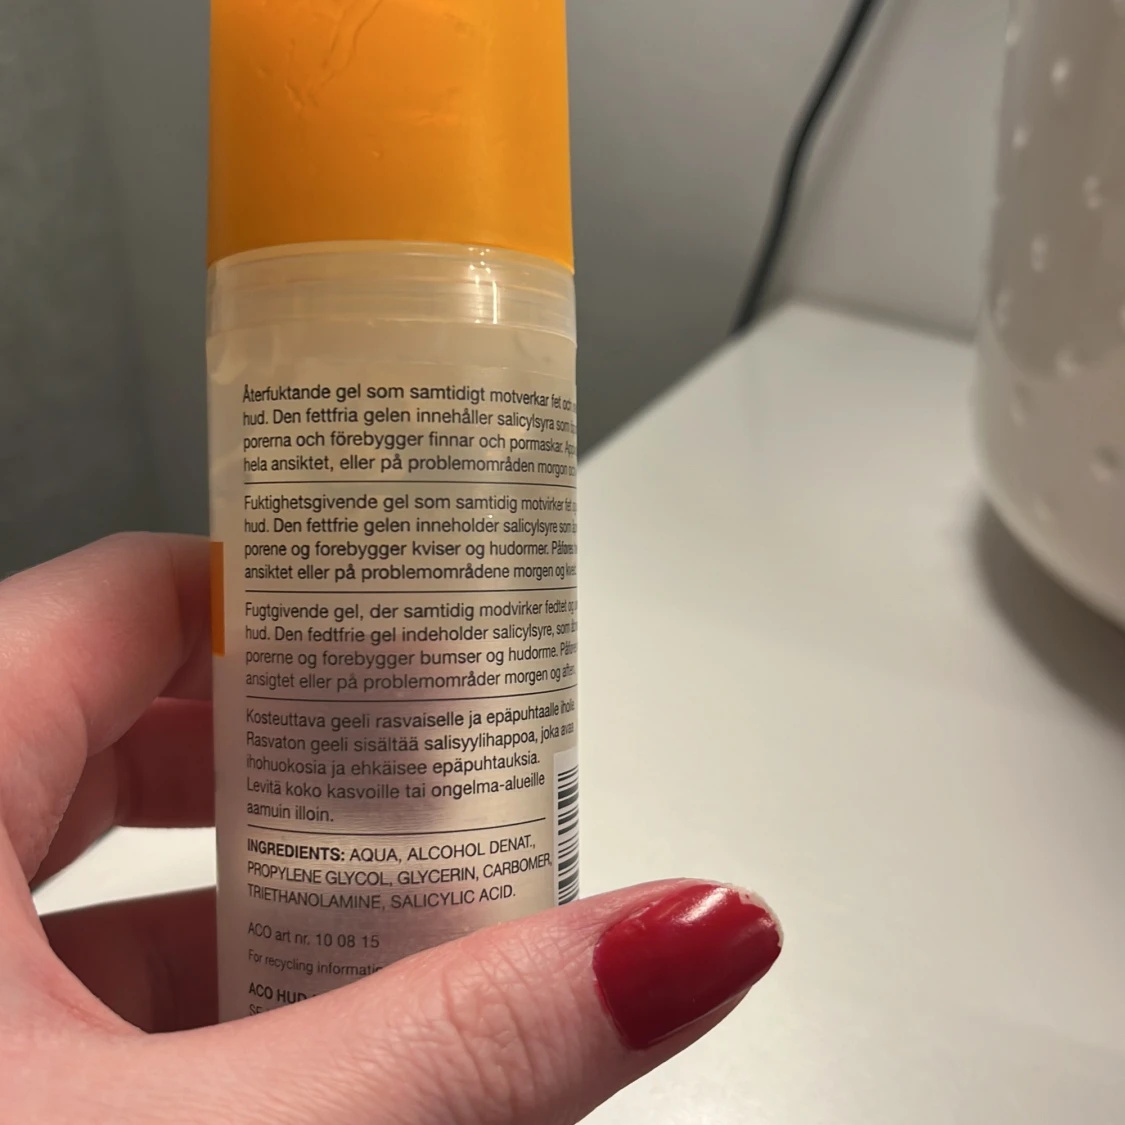 Återfuktande gel som samtidigt motverkar fet och
hud. Den fettfria gelen innehåller salicylsyra som
porerna och förebygger finnar och pormaskar.
hela ansiktet, eller på problemområden morgon
Fuktighetsgivende gel som samtidig motvirker fet
hud. Den fettfrie gelen inneholder salicylsyre som
porene og forebygger kviser og hudormer. Påføres
ansiktet eller på problemområdene morgen og
Fugtgivende gel, der samtidig modvirker fedtet og
hud. Den fedtfrie gel indeholder salicylsyre, som
porerne og forebygger bumser og hudorme.
ansigtet eller på problemområder morgen og aften.
Kosteuttava geeli rasvaiselle ja epäpuhtaalle iholle.
Rasvaton geeli sisältää salisyylihappoa, joka avaa
ihohuokosia ja ehkäisee epäpuhtauksia.
Levitä koko kasvoille tai ongelma-alueille
aamuin illoin.
INGREDIENTS: AQUA, ALCOHOL DENAT.,
PROPYLENE GLYCOL, GLYCERIN, CARBOMER,
TRIETHANOLAMINE, SALICYLIC ACID.
ACO art nr. 10 08 15
For recycling
ACO HUD